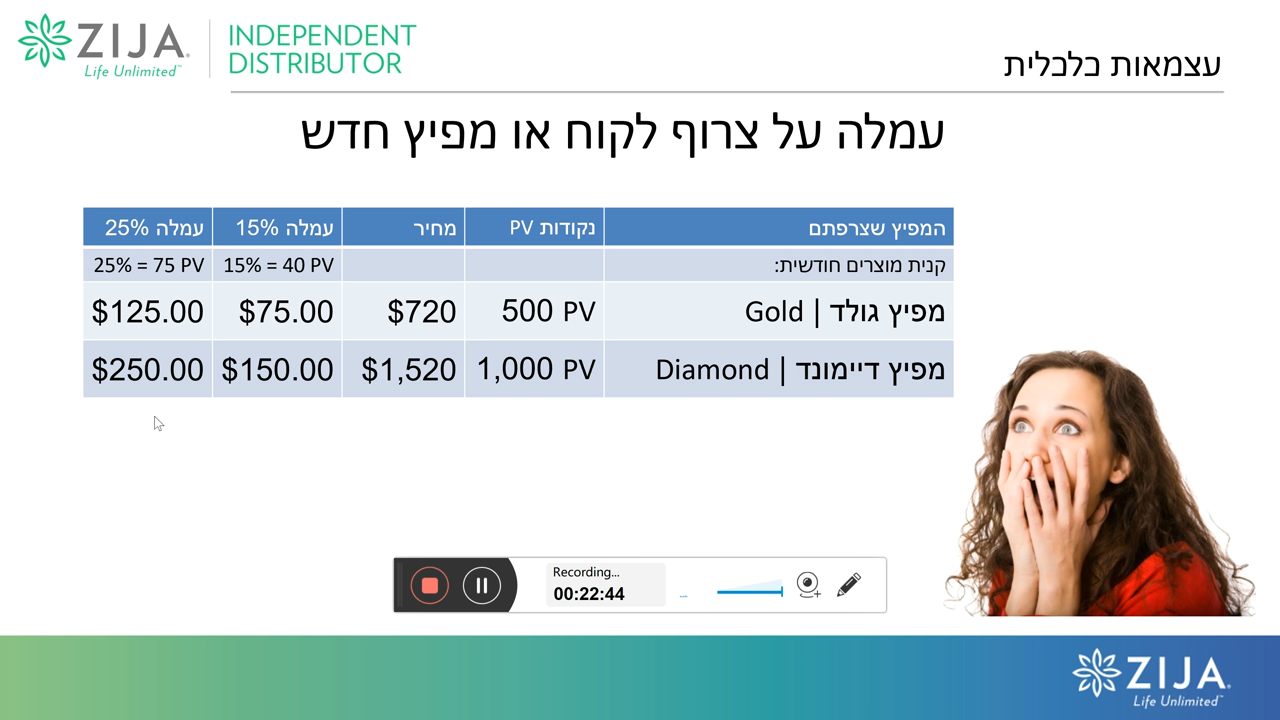 ZIJA
Life Unlimited™
INDEPENDENT
DISTRIBUTOR
עצמאות כלכלית
עמלה על צרוף לקוח או מפיץ חדש
המפיץ שצרפתם | נקודות PV | מחיר | עמלה 15% | עמלה 25%
קנית מוצרים חודשית: | 15% = 40 PV | 25% = 75 PV
מפיץ גולד | Gold 500 PV $720 $75.00 $125.00
מפיץ דיימונד | Diamond 1,000 PV $1,520 $150.00 $250.00
Recording...
00:22:44
ZIJA
Life Unlimited™